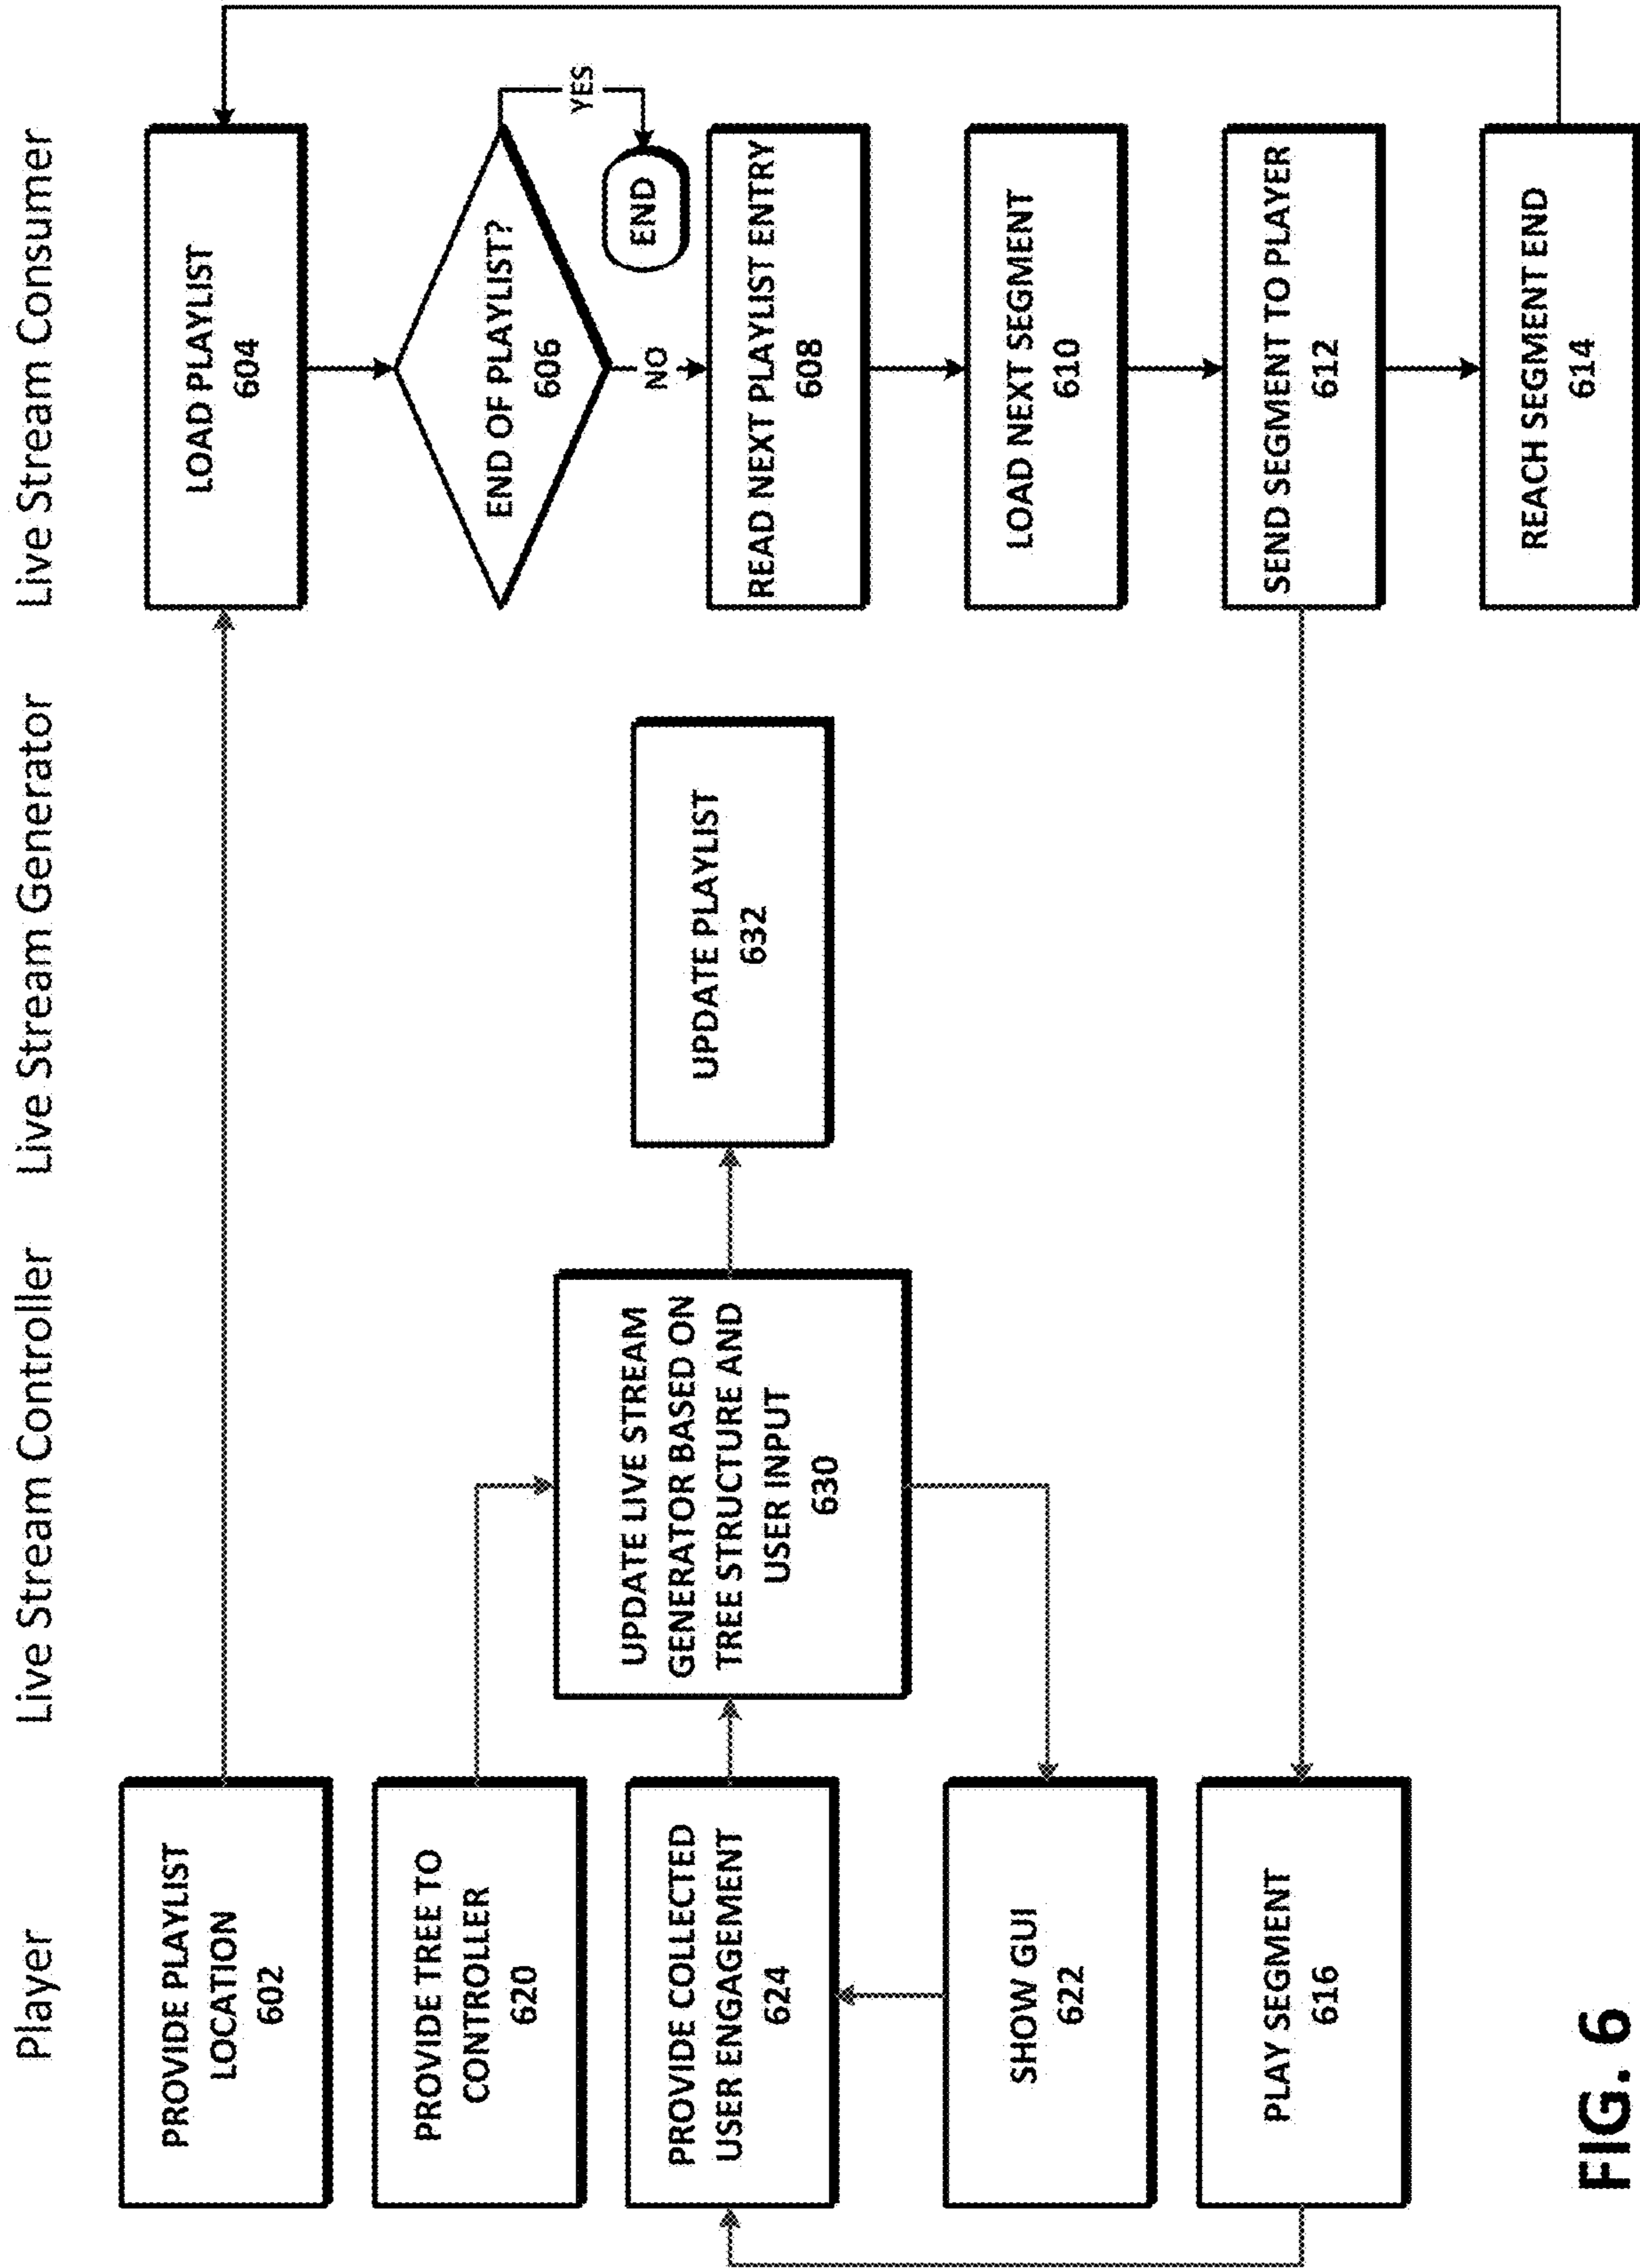 Player
Live Stream Controller
Live Stream Generator
Live Stream Consumer
PROVIDE PLAYLIST
LOCATION
602
PROVIDE TREE TO
CONTROLLER
620
PROVIDE COLLECTED
USER ENGAGEMENT
624
SHOW GUI
622
PLAY SEGMENT
616
UPDATE LIVE STREAM
GENERATOR BASED ON
TREE STRUCTURE AND
USER INPUT
630
UPDATE PLAYLIST
632
LOAD PLAYLIST
604
END OF PLAYLIST?
606
YES
END
NO
READ NEXT PLAYLIST ENTRY
608
LOAD NEXT SEGMENT
610
SEND SEGMENT TO PLAYER
612
REACH SEGMENT END
614
FIG. 6